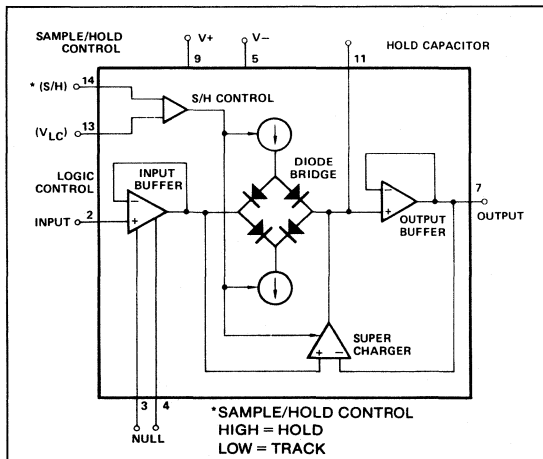 SAMPLE/HOLD
CONTROL
V+
9
V−
5
11
HOLD CAPACITOR
* (S/H)
14
S/H CONTROL
(VLC)
13
LOGIC
CONTROL
INPUT
BUFFER
DIODE
BRIDGE
−
+
INPUT
2
−
+
OUTPUT
BUFFER
7
OUTPUT
SUPER
CHARGER
+
−
3
4
NULL
*SAMPLE/HOLD CONTROL
HIGH = HOLD
LOW = TRACK